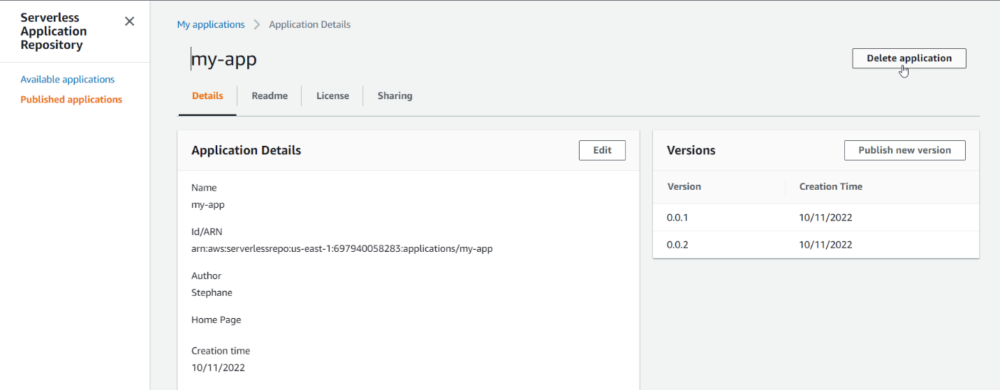 Serverless
Application
Repository
Available applications
Published applications
My applications
Application Details
my-app
Delete application
Details
Readme
License
Sharing
Application Details
Edit
Name
my-app
Id/ARN
arn:aws:serverlessrepo:us-east-1:697940058283:applications/my-app
Author
Stephane
Home Page
Creation time
10/11/2022
Versions
Publish new version
Version Creation Time
0.0.1 10/11/2022
0.0.2 10/11/2022